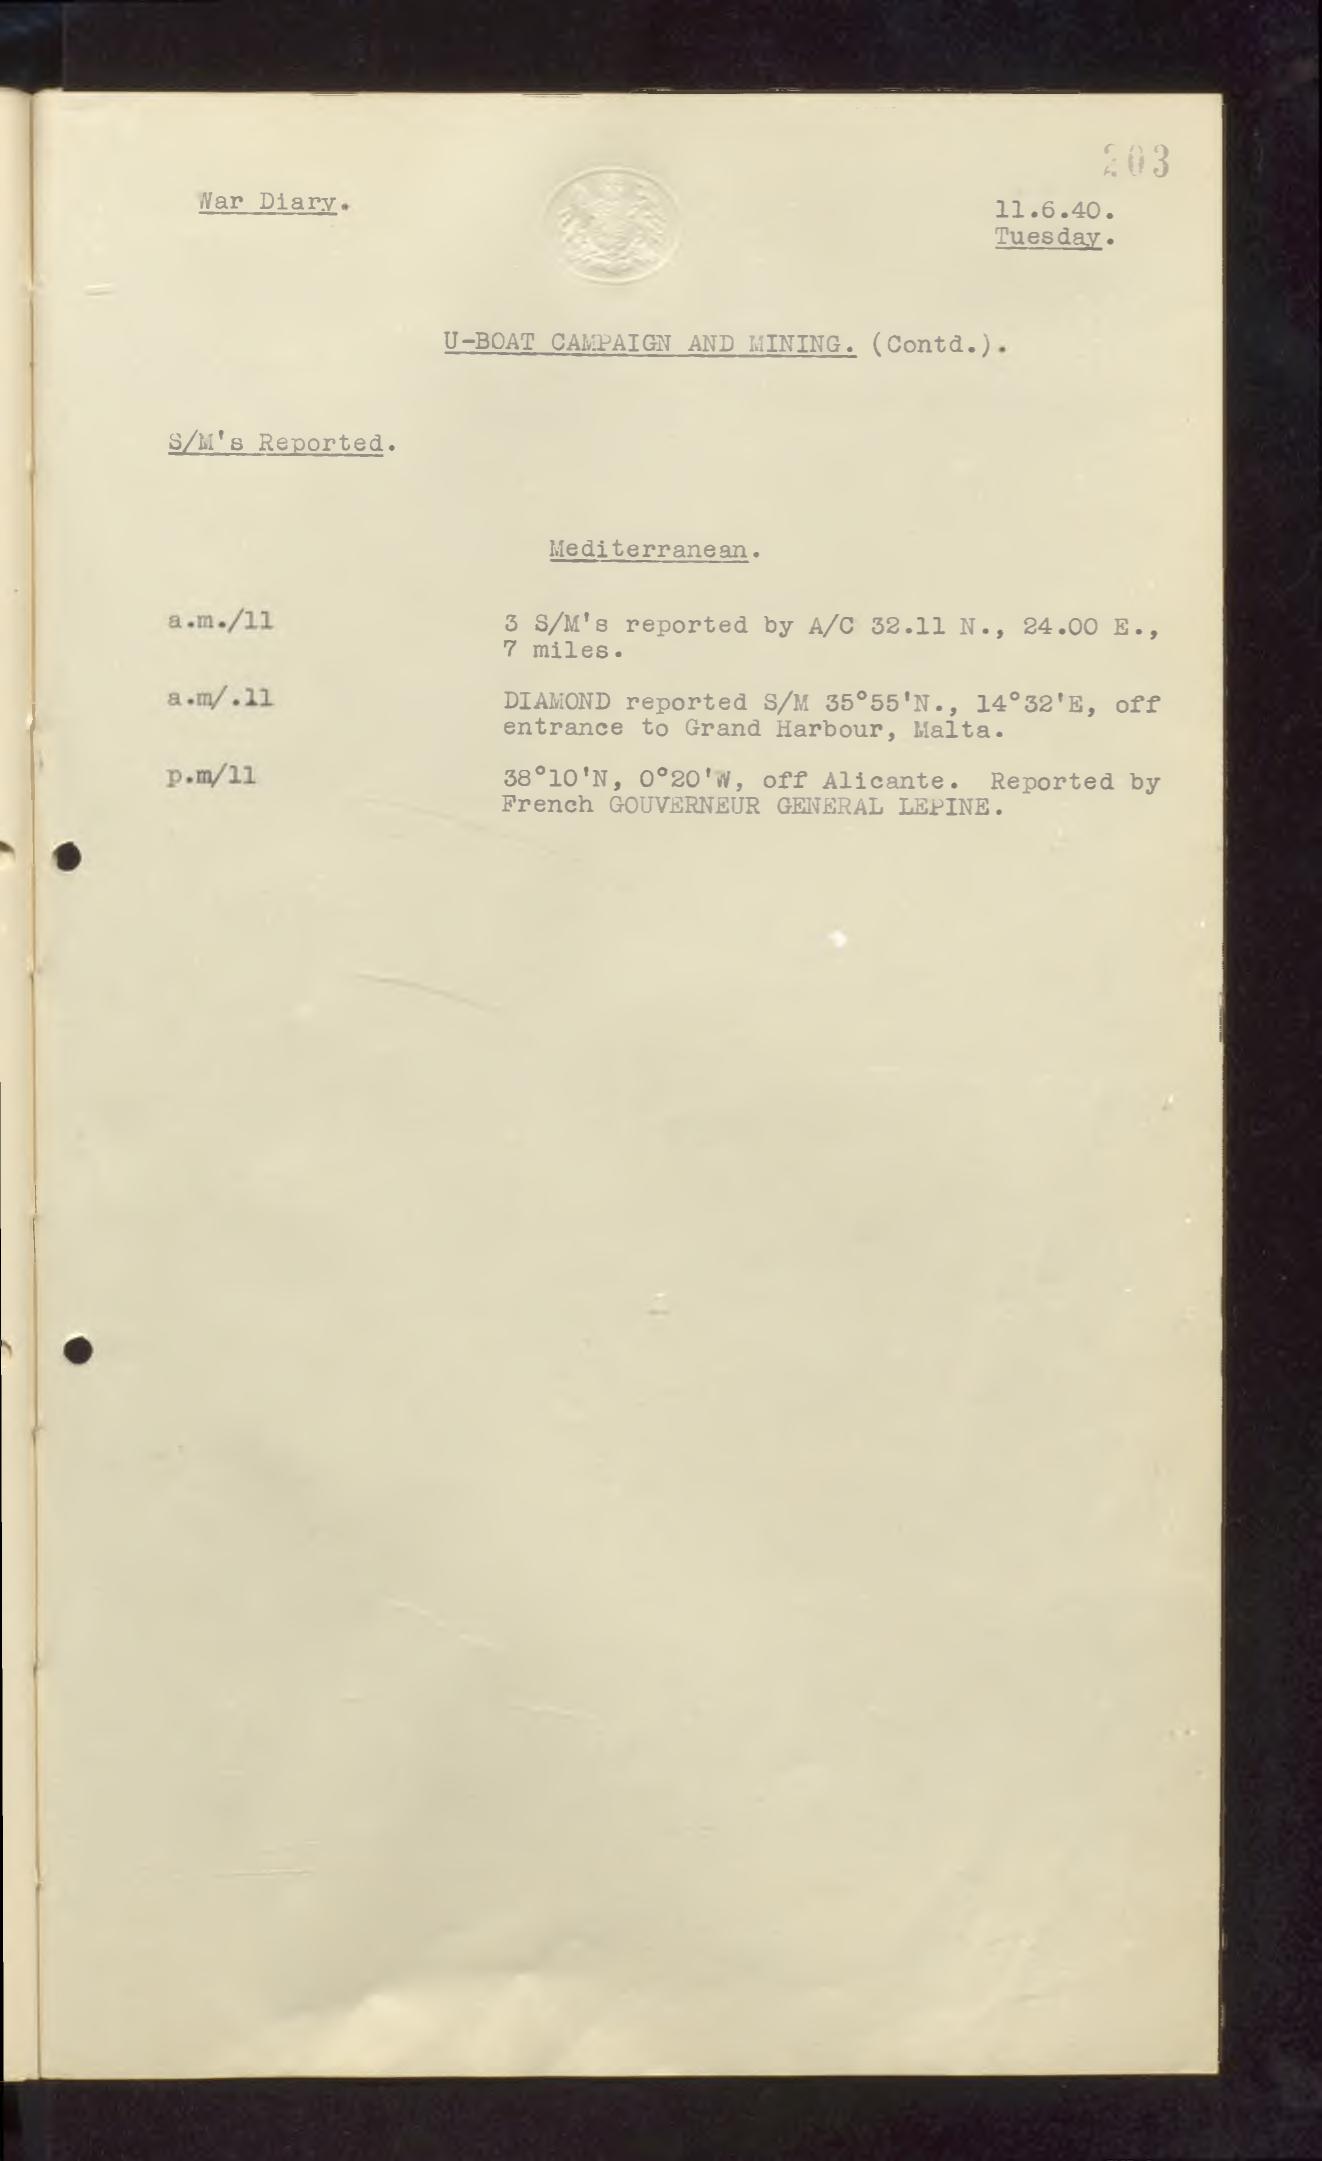 203
War Diary.
11.6.40.
Tuesday.
U-BOAT CAMPAIGN AND MINING. (Contd.).
S/M's Reported.
Mediterranean.
a.m./11 3 S/M's reported by A/C 32.11 N., 24.00 E.,
7 miles.
a.m/.11 DIAMOND reported S/M 35°55'N., 14°32'E, off
entrance to Grand Harbour, Malta.
p.m/11 38°10'N, 0°20'W, off Alicante. Reported by
French GOUVERNEUR GENERAL LEPINE.